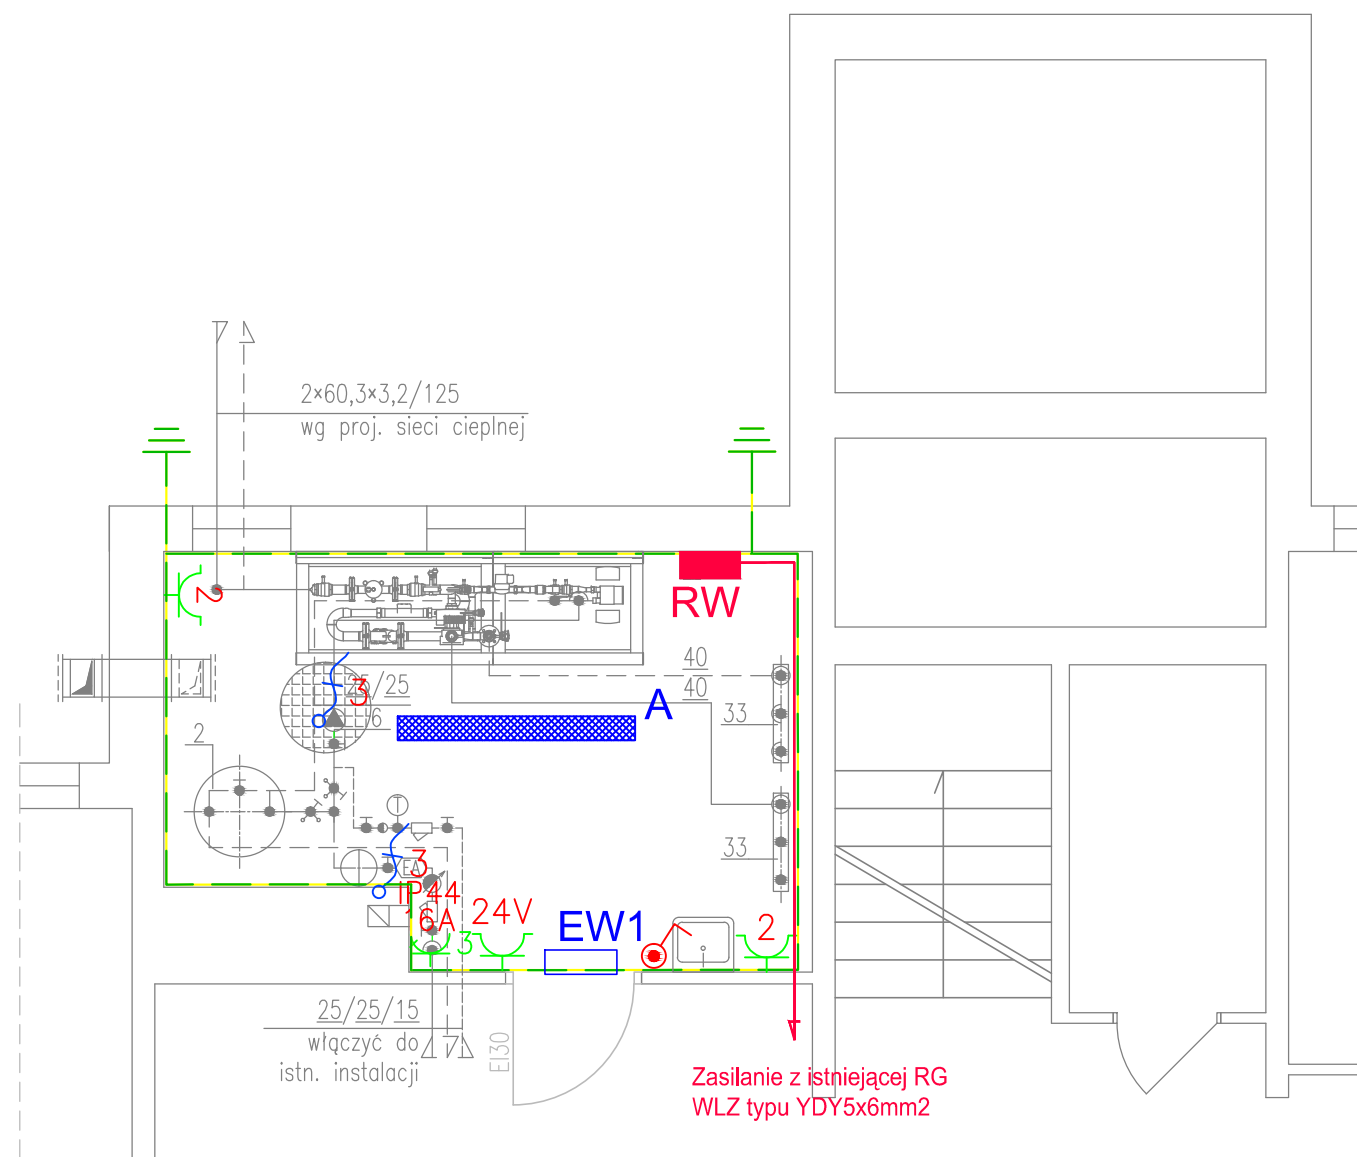 2×60,3×3,2/125
wg proj. sieci cieplnej
2
RW
40
25/25
3
40
A
6
33
2
T
33
3
EA
IP44
16A
24V
EW1
2
3
25/25/15
włączyć do
istn. instalacji
EI30
Zasilanie z istniejącej RG
WLZ typu YDY5x6mm2